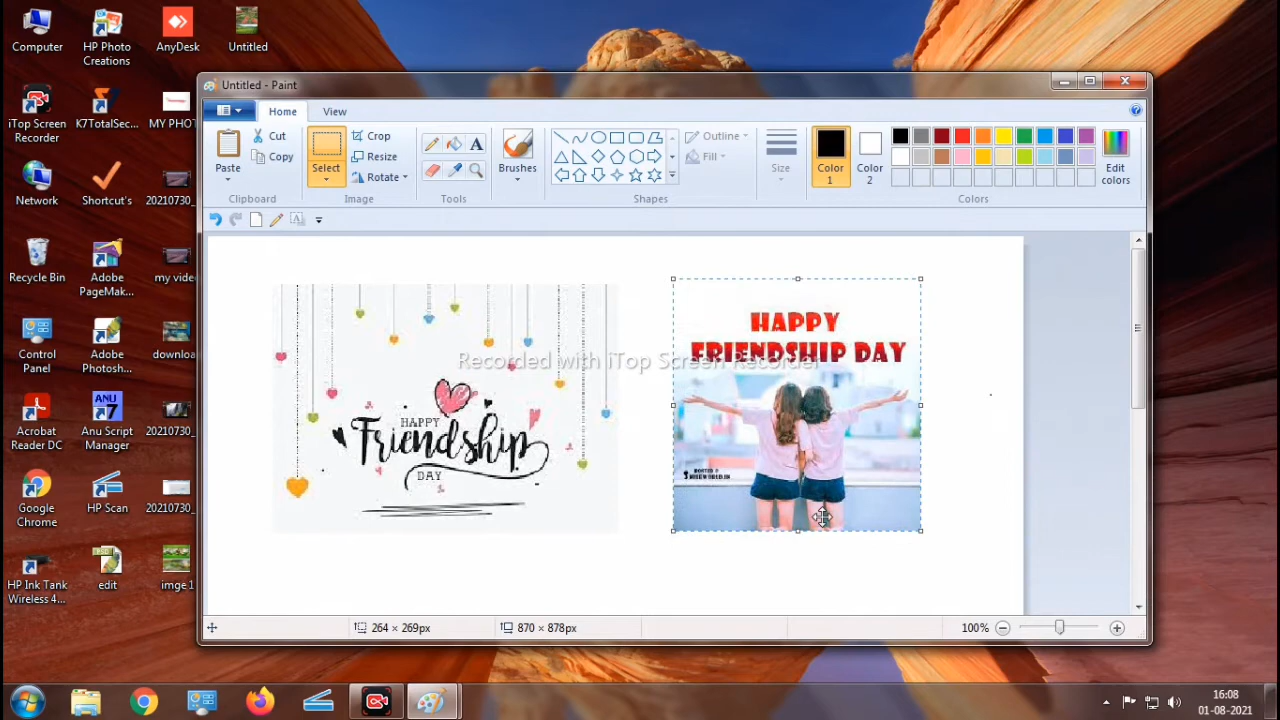 Computer
HP Photo
Creations
AnyDesk
Untitled
iTop Screen
Recorder
K7TotalSec...
MY PHOT
Network
Shortcut's
20210730_
Recycle Bin
Adobe
PageMak...
my vide
Control
Panel
Adobe
Photosh...
downloa
Acrobat
Reader DC
Anu Script
Manager
20210730_
Google
Chrome
HP Scan
20210730_
HP Ink Tank
Wireless 4...
edit
imge 1
Untitled - Paint
Home
View
Paste
Cut
Copy
Clipboard
Select
Crop
Resize
Rotate
Image
A
Tools
Brushes
Outline
Fill
Shapes
Size
Color
1
Color
2
Edit
colors
Colors
HAPPY
Friendship
DAY
HAPPY
FRIENDSHIP DAY
Recorded with iTop Screen Recorder
264 × 269px
870 × 878px
100%
16:08
01-08-2021